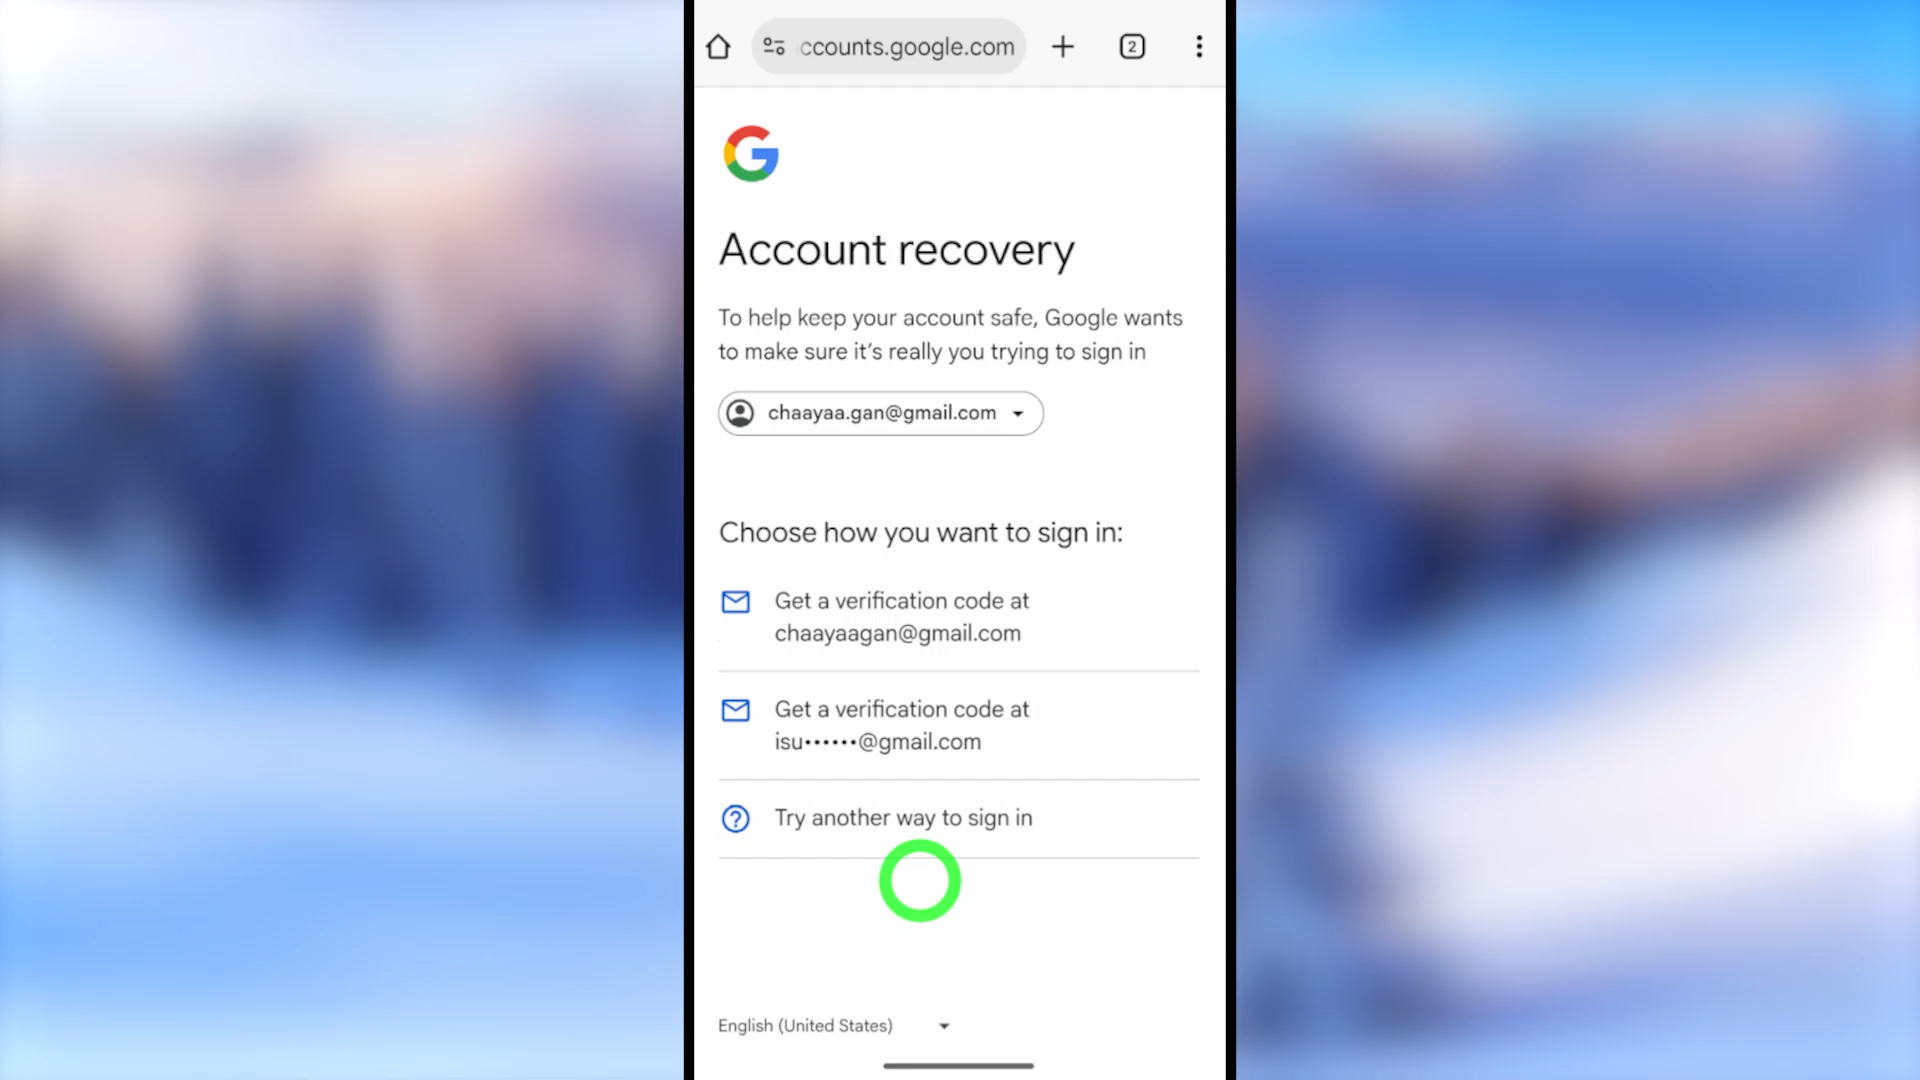 ccounts.google.com
2
Account recovery
To help keep your account safe, Google wants
to make sure it’s really you trying to sign in
chaayaa.gan@gmail.com
Choose how you want to sign in:
Get a verification code at
chaayaagan@gmail.com
Get a verification code at
isu••••••@gmail.com
Try another way to sign in
English (United States)